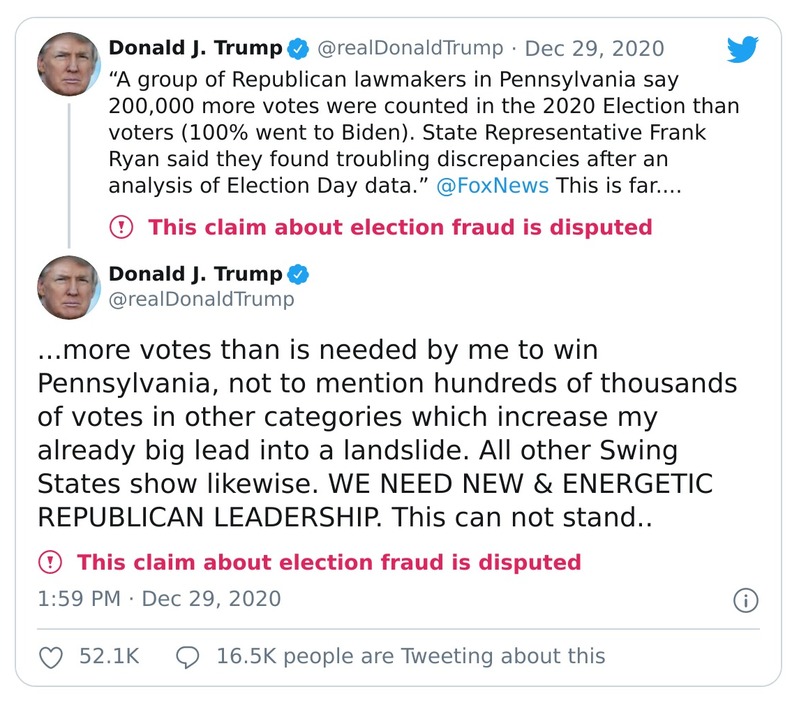 Donald J. Trump @realDonaldTrump · Dec 29, 2020
“A group of Republican lawmakers in Pennsylvania say
200,000 more votes were counted in the 2020 Election than
voters (100% went to Biden). State Representative Frank
Ryan said they found troubling discrepancies after an
analysis of Election Day data.” @FoxNews This is far....
This claim about election fraud is disputed
Donald J. Trump
@realDonaldTrump
...more votes than is needed by me to win
Pennsylvania, not to mention hundreds of thousands
of votes in other categories which increase my
already big lead into a landslide. All other Swing
States show likewise. WE NEED NEW & ENERGETIC
REPUBLICAN LEADERSHIP. This can not stand..
This claim about election fraud is disputed
1:59 PM · Dec 29, 2020
52.1K 16.5K people are Tweeting about this